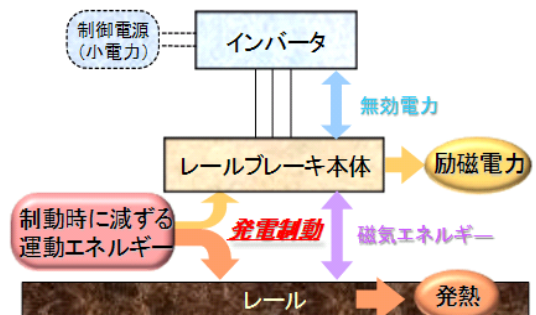 制御電源
(小電力)
インバータ
無効電力
レールブレーキ本体
励磁電力
制動時に減ずる
運動エネルギー
発電制動
磁気エネルギー
レール
発熱